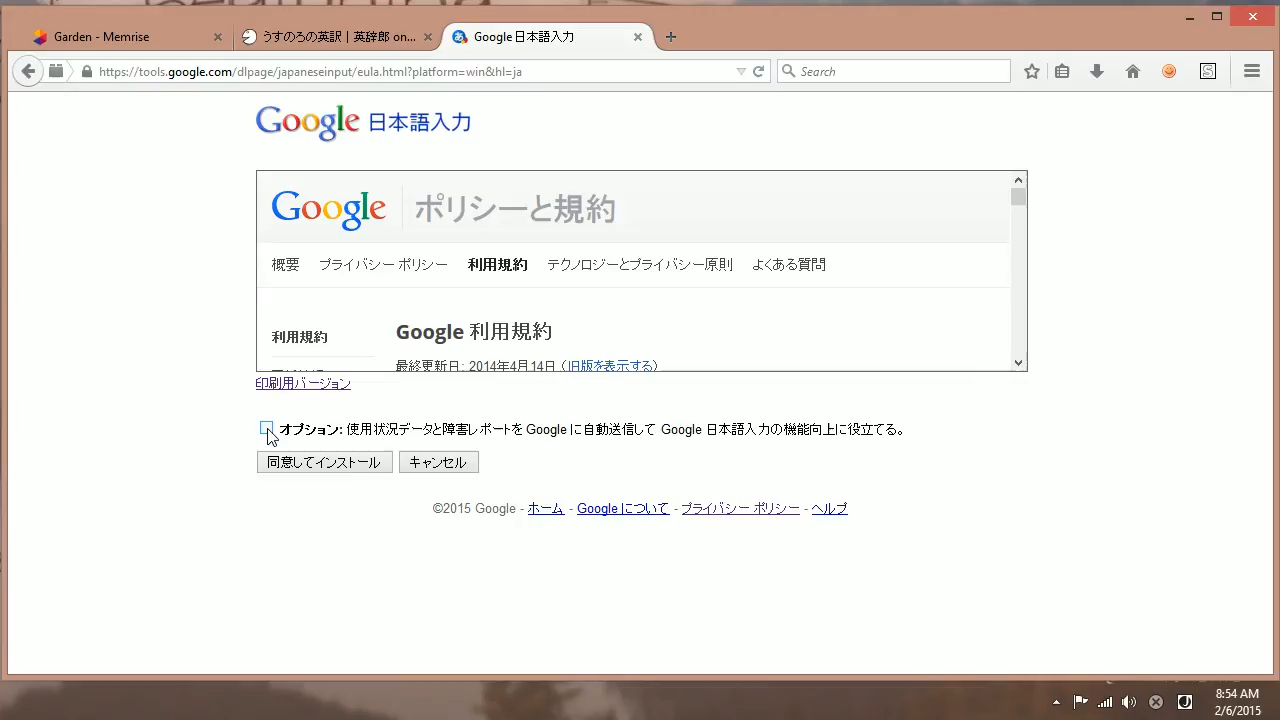 Garden - Memrise
うすのろの英訳 | 英辞郎 on...
Google 日本語入力
https://tools.google.com/dlpage/japaneseinput/eula.html?platform=win&hl=ja
Search
Google 日本語入力
Google ポリシーと規約
概要 プライバシー ポリシー 利用規約 テクノロジーとプライバシー原則 よくある質問
利用規約
Google 利用規約
最終更新日: 2014年4月14日 (旧版を表示する)
印刷用バージョン
オプション: 使用状況データと障害レポートを Google に自動送信して Google 日本語入力の機能向上に役立てる。
同意してインストール キャンセル
©2015 Google - ホーム - Google について - プライバシー ポリシー - ヘルプ
8:54 AM
2/6/2015